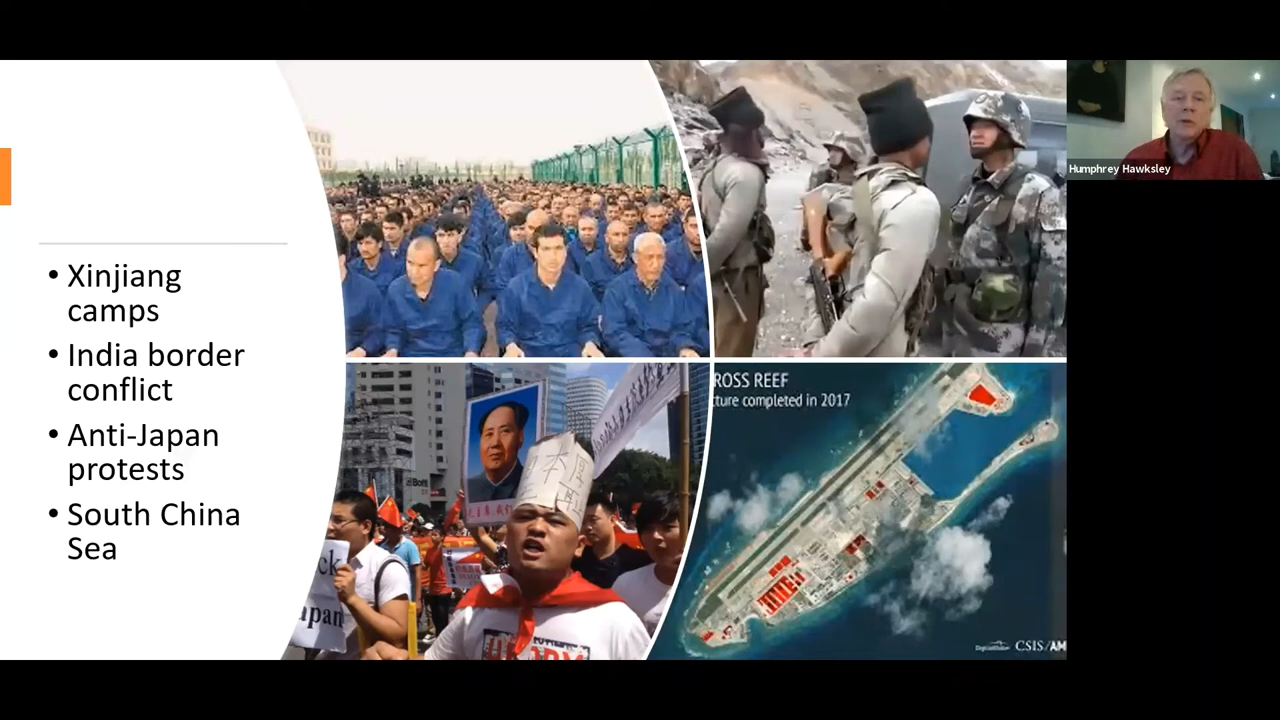 • Xinjiang
camps
• India border
conflict
• Anti-Japan
protests
• South China
Sea
ROSS REEF
cture completed in 2017
CSIS/AM
Humphrey Hawksley